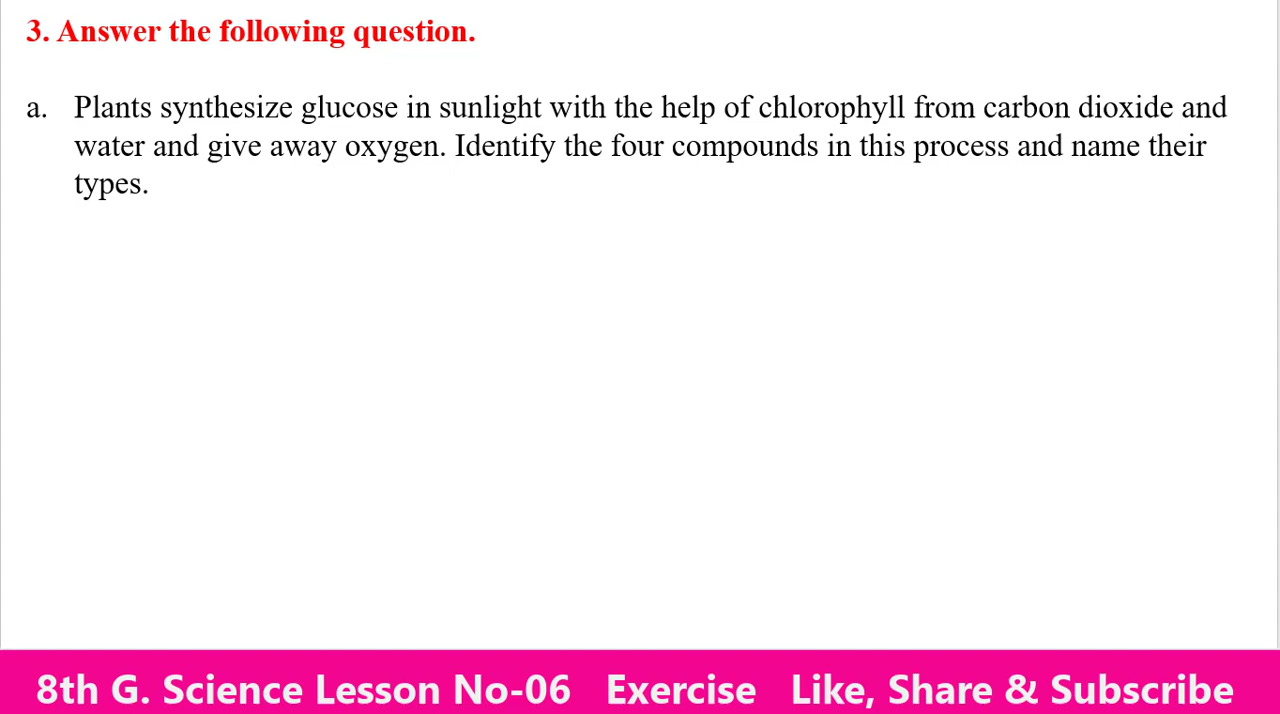 3. Answer the following question.
a. Plants synthesize glucose in sunlight with the help of chlorophyll from carbon dioxide and
water and give away oxygen. Identify the four compounds in this process and name their
types.
8th G. Science Lesson No-06 Exercise Like, Share & Subscribe